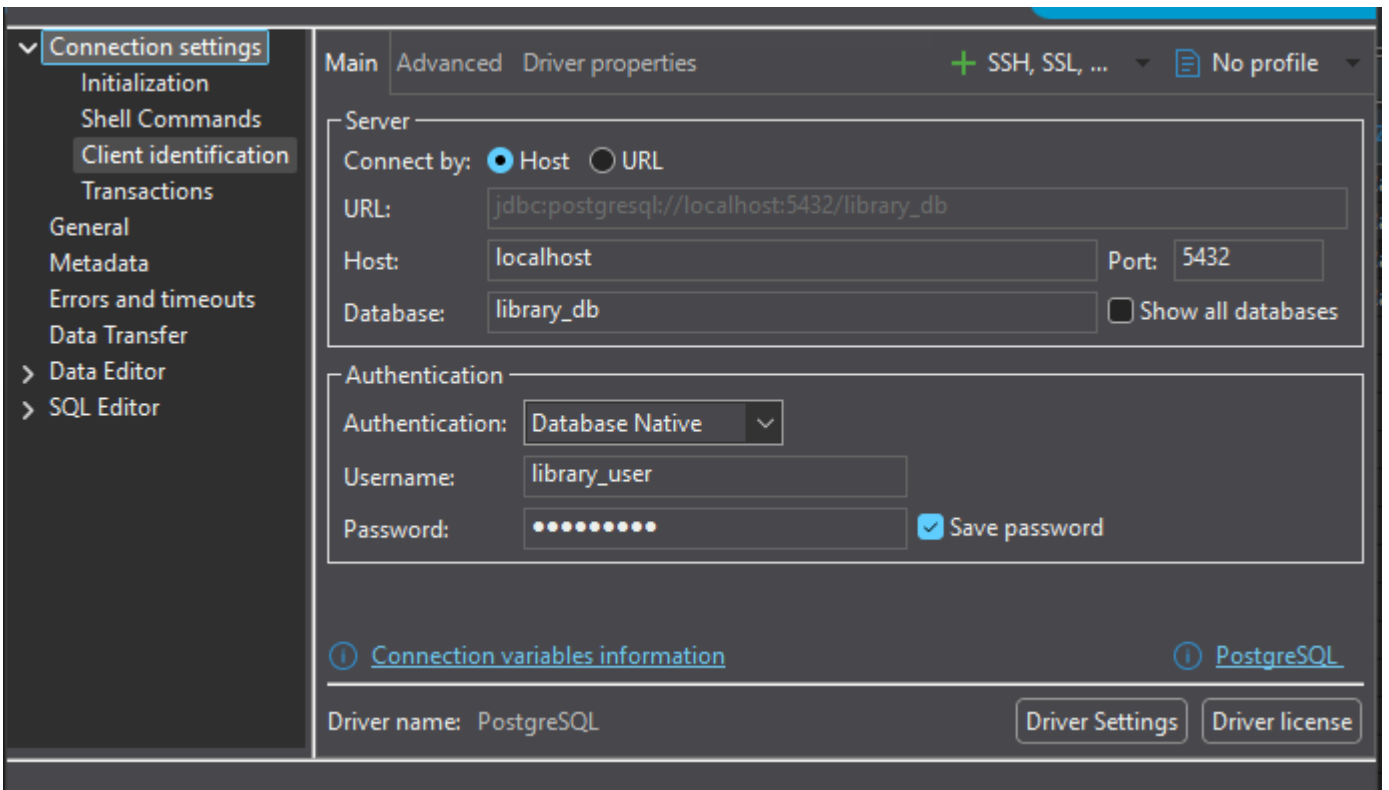 Connection settings
Initialization
Shell Commands
Client identification
Transactions
General
Metadata
Errors and timeouts
Data Transfer
Data Editor
SQL Editor
Main Advanced Driver properties SSH, SSL, ... No profile
Server
Connect by: Host URL
URL: jdbc:postgresql://localhost:5432/library_db
Host: localhost Port: 5432
Database: library_db Show all databases
Authentication
Authentication: Database Native
Username: library_user
Password: ••••••••• Save password
Connection variables information PostgreSQL
Driver name: PostgreSQL Driver Settings Driver license